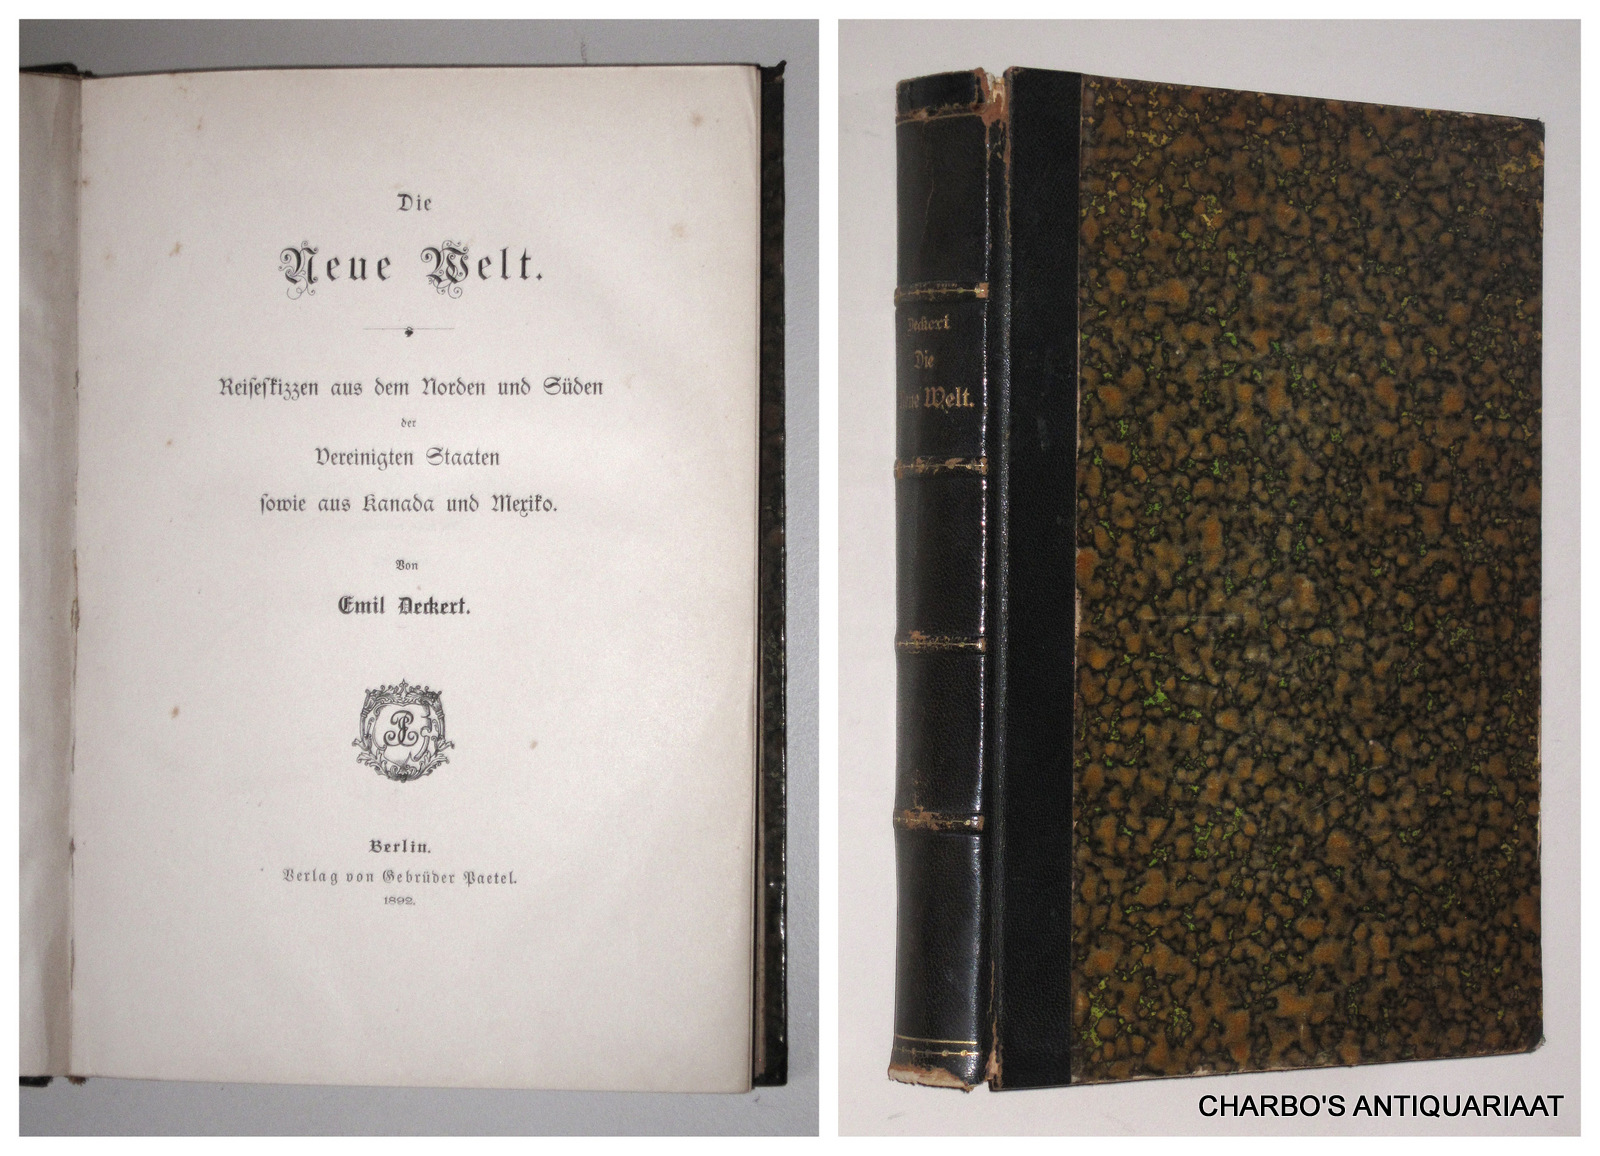 Die
Neue Welt.
Reiseskizzen aus dem Norden und Süden
der
Vereinigten Staaten
sowie aus Kanada und Mexiko.
Von
Emil Deckert.
Berlin.
Verlag von Gebrüder Paetel.
1892.
Deckert
Die
Neue Welt.
CHARBO'S ANTIQUARIAAT